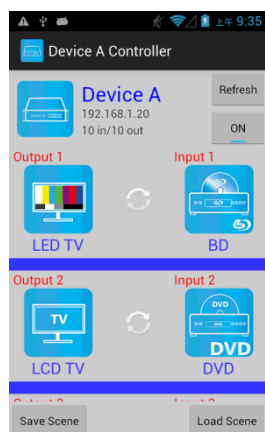 上午 9:35
Device A Controller
Device A
192.168.1.20
10 in/10 out
Refresh
ON
Output 1
Input 1
LED TV
BD
Output 2
Input 2
TV
DVD
DVD
LCD TV
DVD
Save Scene
Load Scene